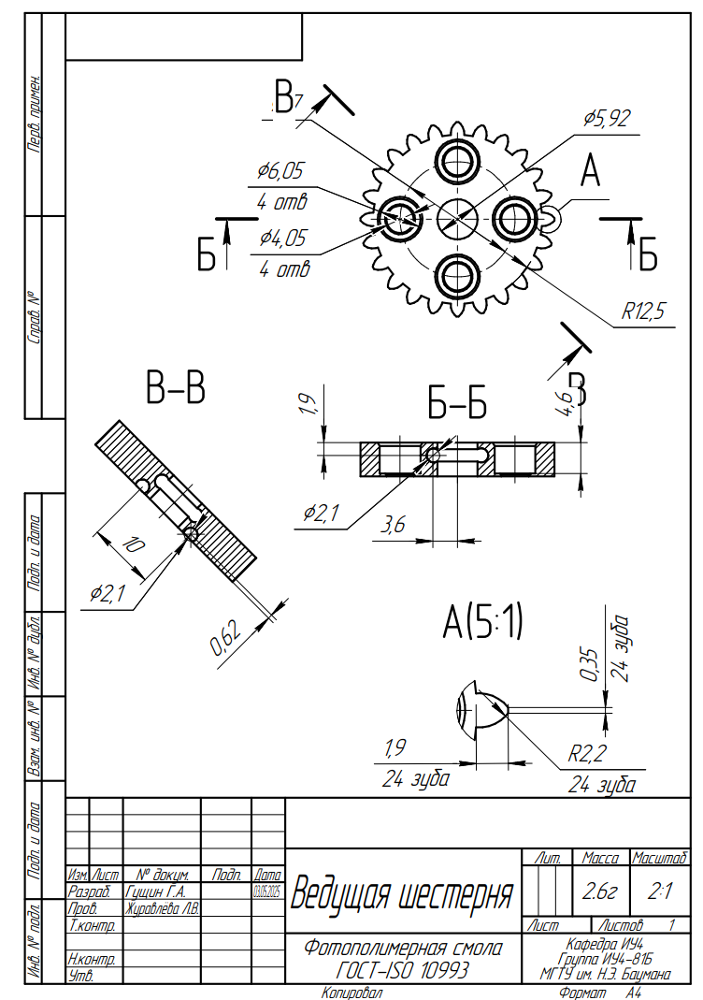 Перв. примен.
Справ. №
Подп. и дата
Инв. № дубл.
Взам. инв. №
Подп. и дата
Инв. № подл.
В
7
⌀5,92
⌀6,05
4 отв
А
⌀4,05
4 отв
Б
Б
R12,5
В
В–В
Б–Б
1,9
4,6
⌀2,1
3,6
10
⌀2,1
0,62
А(5:1)
0,35
24 зуба
1,9
24 зуба
R2,2
24 зуба
Изм. Лист № докум. Подп. Дата
Разраб. Гущин Г.А. 03.05.2025
Пров. Журавлёва Л.В.
Т.контр.
Н.контр.
Утв.
Ведущая шестерня
Фотополимерная смола
ГОСТ-ISO 10993
Лит. Масса Масштаб
2.6г 2:1
Лист Листов 1
Кафедра ИУ4
Группа ИУ4-81Б
МГТУ им. Н.Э. Баумана
Копировал Формат А4